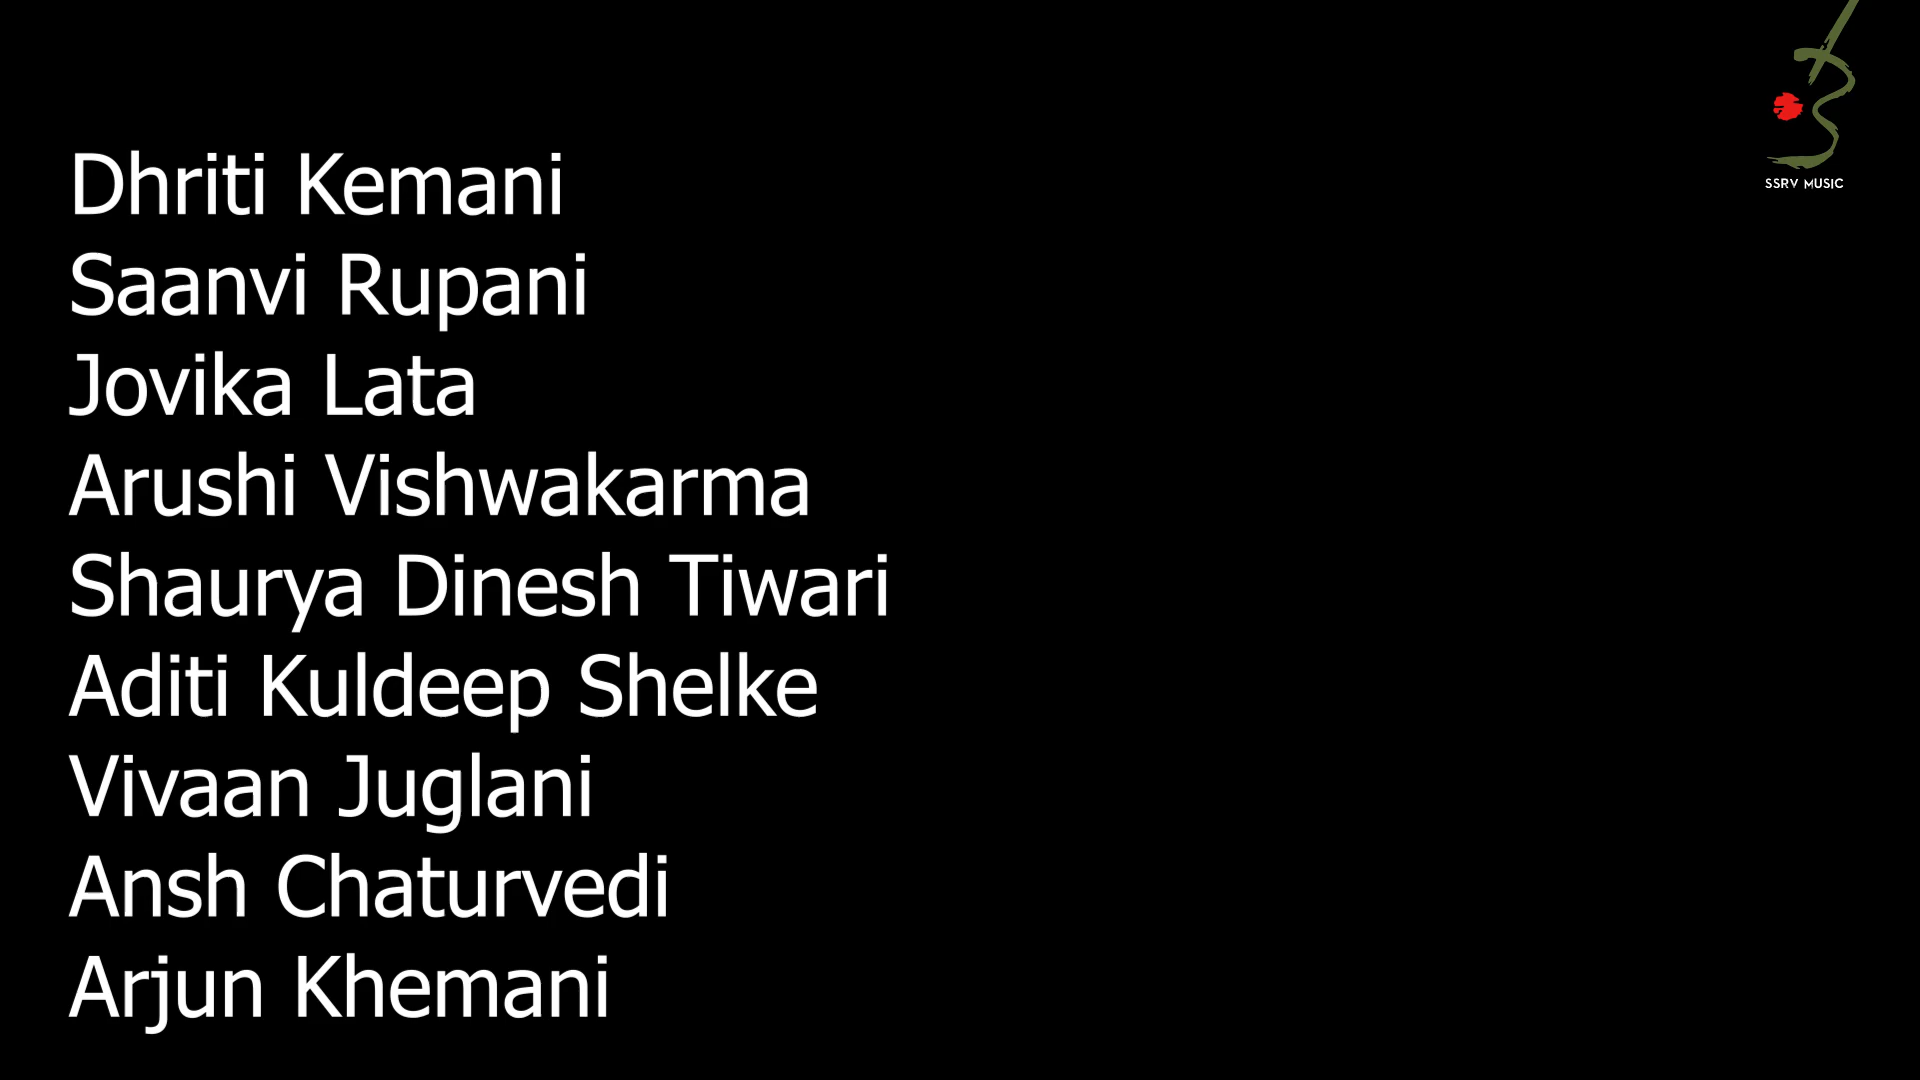 SSRV MUSIC
Dhriti Kemani
Saanvi Rupani
Jovika Lata
Arushi Vishwakarma
Shaurya Dinesh Tiwari
Aditi Kuldeep Shelke
Vivaan Juglani
Ansh Chaturvedi
Arjun Khemani